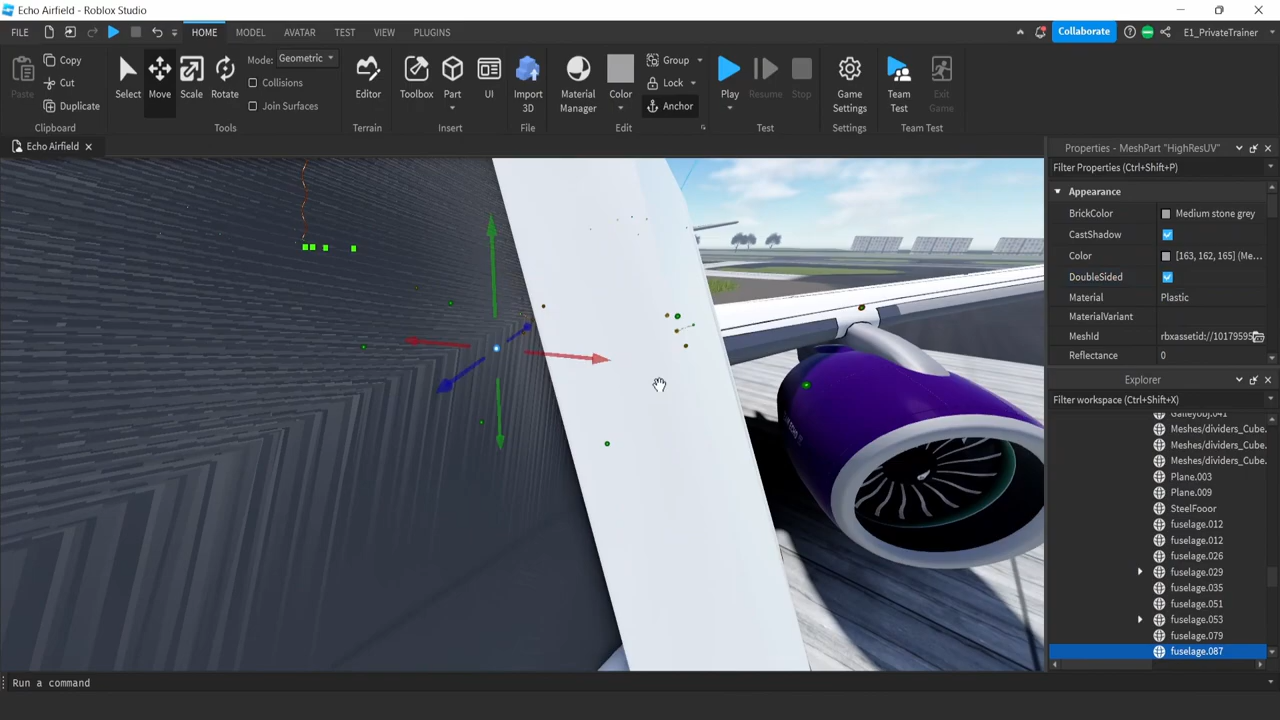 Echo Airfield - Roblox Studio
FILE
HOME
MODEL
AVATAR
TEST
VIEW
PLUGINS
Collaborate
E1_PrivateTrainer
Paste
Copy
Cut
Duplicate
Clipboard
Select
Move
Scale
Rotate
Mode: Geometric
Collisions
Join Surfaces
Tools
Editor
Terrain
Toolbox
Part
UI
Insert
Import
3D
File
Material
Manager
Color
Group
Lock
Anchor
Edit
Play
Resume
Stop
Test
Game
Settings
Settings
Team
Test
Exit
Game
Team Test
Echo Airfield
Properties - MeshPart "HighResUV"
Filter Properties (Ctrl+Shift+P)
Appearance
BrickColor Medium stone grey
CastShadow
Color [163, 162, 165] (Me...
DoubleSided
Material Plastic
MaterialVariant
MeshId rbxassetid://10179595
Reflectance 0
Explorer
Filter workspace (Ctrl+Shift+X)
GalleyObj.041
Meshes/dividers_Cube.
Meshes/dividers_Cube.
Meshes/dividers_Cube.
Plane.003
Plane.009
SteelFooor
fuselage.012
fuselage.012
fuselage.026
fuselage.029
fuselage.035
fuselage.051
fuselage.053
fuselage.079
fuselage.087
Run a command